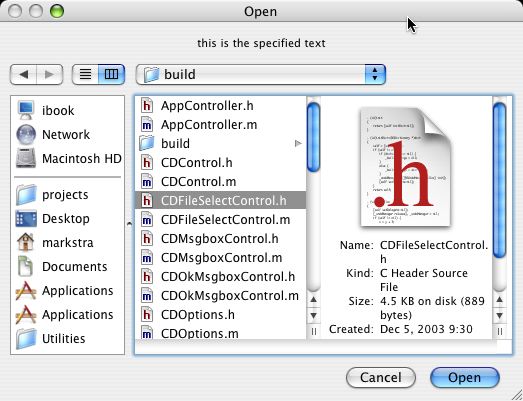 Open
this is the specified text
build
ibook
Network
Macintosh HD
projects
Desktop
markstra
Documents
Applications
Applications
Utilities
AppController.h
AppController.m
build
CDControl.h
CDControl.m
CDFileSelectControl.h
CDFileSelectControl.m
CDMsgboxControl.h
CDMsgboxControl.m
CDOkMsgboxControl.h
CDOkMsgboxControl.m
CDOptions.h
CDOptions.m
.h
Name: CDFileSelectControl.
h
Kind: C Header Source
File
Size: 4.5 KB on disk (889
bytes)
Created: Dec 5, 2003 9:30
Cancel
Open